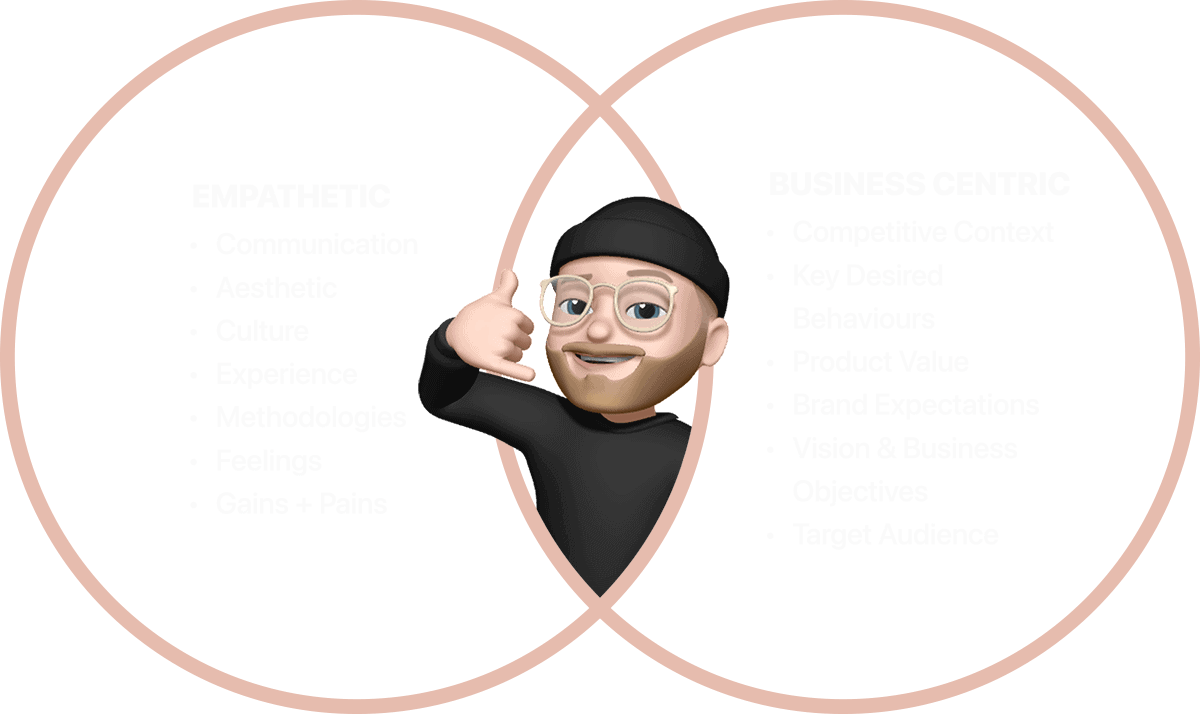 EMPATHETIC
• Communication
• Aesthetic
• Culture
• Experience
• Methodologies
• Feelings
• Gains + Pains
BUSINESS CENTRIC
• Competitive Context
• Key Desired
Behaviours
• Product Value
• Brand Expectations
• Vision & Business
Objectives
• Target Audience